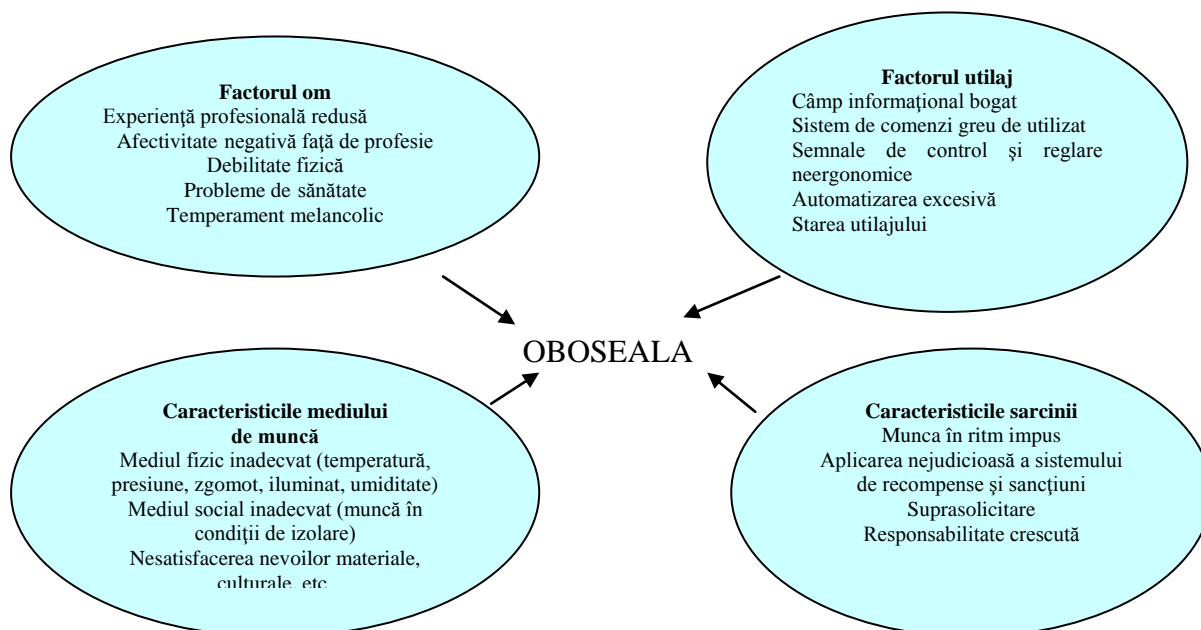 Factorul om
Experienţă profesională redusă
Afectivitate negativă faţă de profesie
Debilitate fizică
Probleme de sănătate
Temperament melancolic
Factorul utilaj
Câmp informaţional bogat
Sistem de comenzi greu de utilizat
Semnale de control şi reglare
neergonomice
Automatizarea excesivă
Starea utilajului
OBOSEALA
Caracteristicile mediului
de muncă
Mediul fizic inadecvat (temperatură,
presiune, zgomot, iluminat, umiditate)
Mediul social inadecvat (muncă în
condiţii de izolare)
Nesatisfacerea nevoilor materiale,
culturale, etc
Caracteristicile sarcinii
Munca în ritm impus
Aplicarea nejudicioasă a sistemului
de recompense şi sancţiuni
Suprasolicitare
Responsabilitate crescută